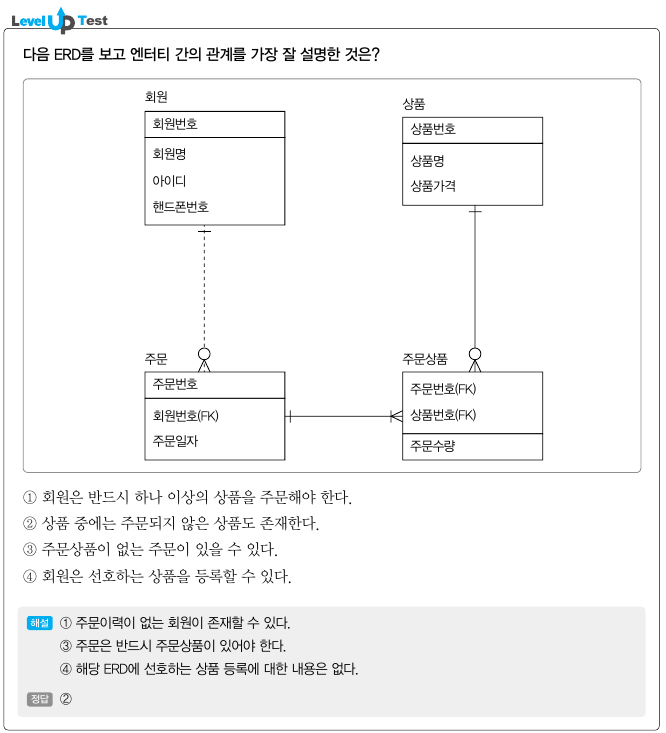 Level Up Test
다음 ERD를 보고 엔터티 간의 관계를 가장 잘 설명한 것은?
회원
회원번호
회원명
아이디
핸드폰번호
상품
상품번호
상품명
상품가격
주문
주문번호
회원번호(FK)
주문일자
주문상품
주문번호(FK)
상품번호(FK)
주문수량
① 회원은 반드시 하나 이상의 상품을 주문해야 한다.
② 상품 중에는 주문되지 않은 상품도 존재한다.
③ 주문상품이 없는 주문이 있을 수 있다.
④ 회원은 선호하는 상품을 등록할 수 있다.
해설 ① 주문이력이 없는 회원이 존재할 수 있다.
③ 주문은 반드시 주문상품이 있어야 한다.
④ 해당 ERD에 선호하는 상품 등록에 대한 내용은 없다.
정답 ②